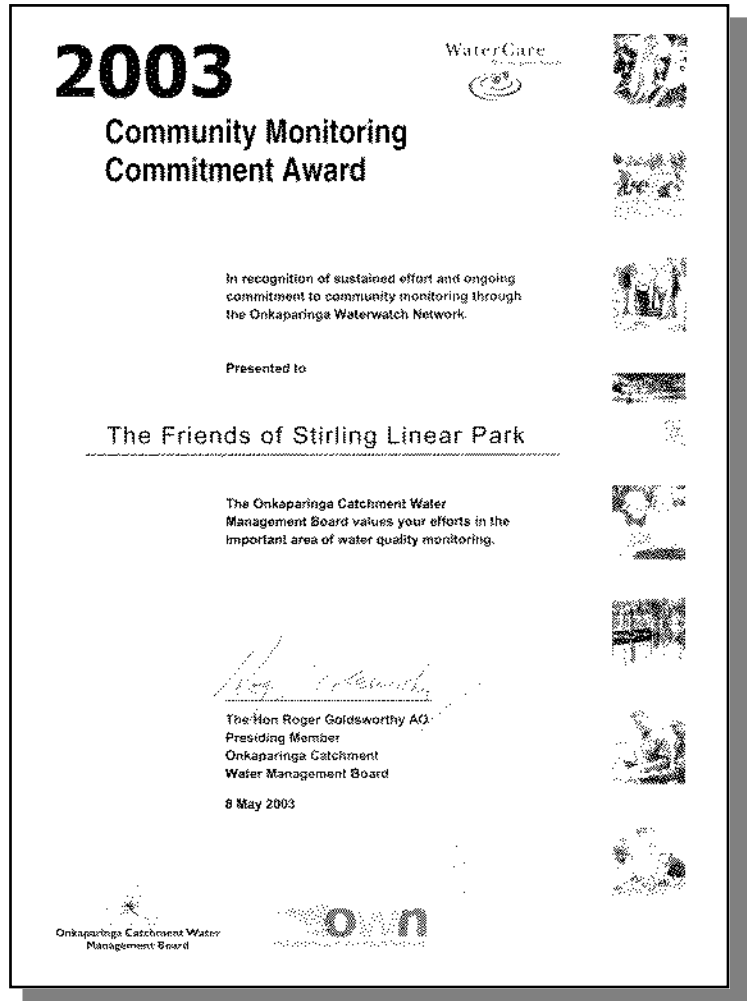 2003
WaterCare
Community Monitoring
Commitment Award
In recognition of sustained effort and ongoing
commitment to community monitoring through
the Onkaparinga Waterwatch Network.
Presented to
The Friends of Stirling Linear Park
The Onkaparinga Catchment Water
Management Board values your efforts in the
important area of water quality monitoring.
The Hon Roger Goldsworthy AO
Presiding Member
Onkaparinga Catchment
Water Management Board
8 May 2003
Onkaparinga Catchment Water
Management Board
own